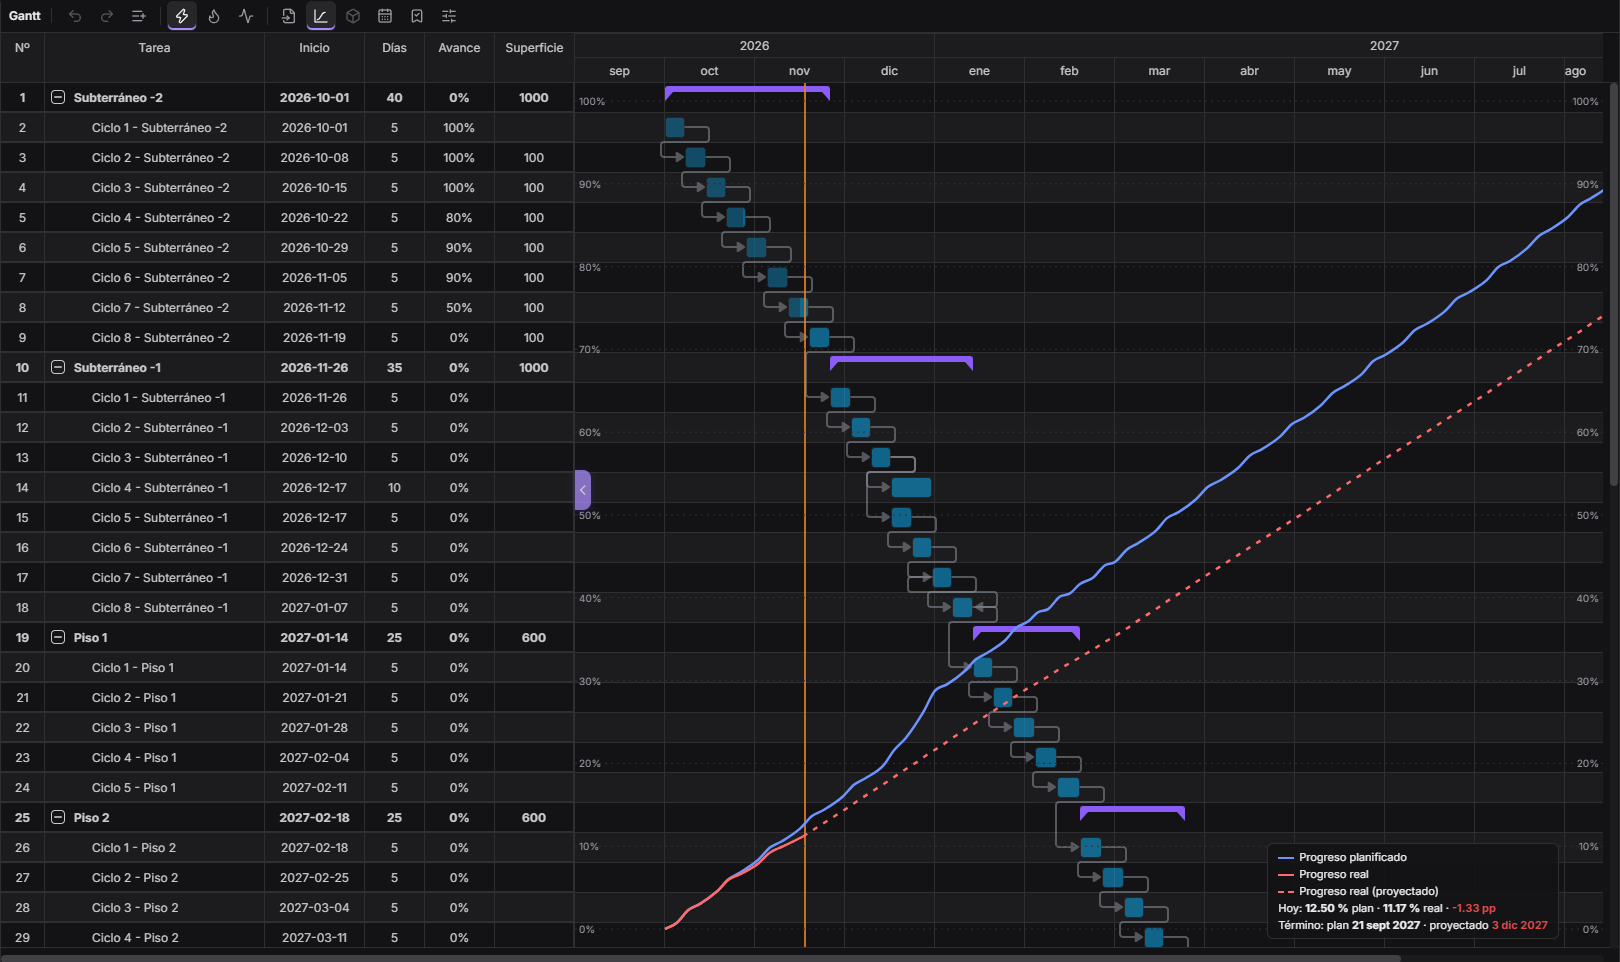 Gantt
Nº Tarea Inicio Días Avance Superficie
2026 2027
sep oct nov dic ene feb mar abr may jun jul ago
1 Subterráneo -2 2026-10-01 40 0% 1000
2 Ciclo 1 - Subterráneo -2 2026-10-01 5 100%
3 Ciclo 2 - Subterráneo -2 2026-10-08 5 100% 100
4 Ciclo 3 - Subterráneo -2 2026-10-15 5 100% 100
5 Ciclo 4 - Subterráneo -2 2026-10-22 5 80% 100
6 Ciclo 5 - Subterráneo -2 2026-10-29 5 90% 100
7 Ciclo 6 - Subterráneo -2 2026-11-05 5 90% 100
8 Ciclo 7 - Subterráneo -2 2026-11-12 5 50% 100
9 Ciclo 8 - Subterráneo -2 2026-11-19 5 0% 100
10 Subterráneo -1 2026-11-26 35 0% 1000
11 Ciclo 1 - Subterráneo -1 2026-11-26 5 0%
12 Ciclo 2 - Subterráneo -1 2026-12-03 5 0%
13 Ciclo 3 - Subterráneo -1 2026-12-10 5 0%
14 Ciclo 4 - Subterráneo -1 2026-12-17 10 0%
15 Ciclo 5 - Subterráneo -1 2026-12-17 5 0%
16 Ciclo 6 - Subterráneo -1 2026-12-24 5 0%
17 Ciclo 7 - Subterráneo -1 2026-12-31 5 0%
18 Ciclo 8 - Subterráneo -1 2027-01-07 5 0%
19 Piso 1 2027-01-14 25 0% 600
20 Ciclo 1 - Piso 1 2027-01-14 5 0%
21 Ciclo 2 - Piso 1 2027-01-21 5 0%
22 Ciclo 3 - Piso 1 2027-01-28 5 0%
23 Ciclo 4 - Piso 1 2027-02-04 5 0%
24 Ciclo 5 - Piso 1 2027-02-11 5 0%
25 Piso 2 2027-02-18 25 0% 600
26 Ciclo 1 - Piso 2 2027-02-18 5 0%
27 Ciclo 2 - Piso 2 2027-02-25 5 0%
28 Ciclo 3 - Piso 2 2027-03-04 5 0%
29 Ciclo 4 - Piso 2 2027-03-11 5 0%
100% 100%
90% 90%
80% 80%
70% 70%
60% 60%
50% 50%
40% 40%
30% 30%
20% 20%
10% 10%
0% 0%
Progreso planificado
Progreso real
Progreso real (proyectado)
Hoy: 12.50 % plan · 11.17 % real · -1.33 pp
Término: plan 21 sept 2027 · proyectado 3 dic 2027